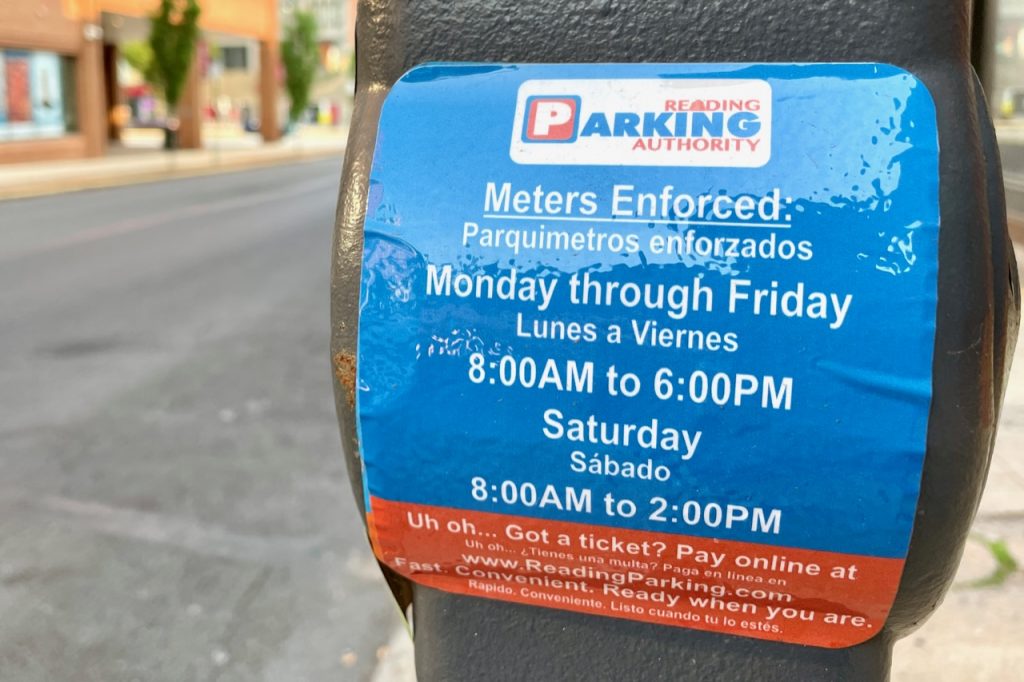 READING
PARKING
AUTHORITY
Meters Enforced:
Parquimetros enforzados
Monday through Friday
Lunes a Viernes
8:00AM to 6:00PM
Saturday
Sábado
8:00AM to 2:00PM
Uh oh... Got a ticket? Pay online at
Uh oh... ¿Tienes una multa? Paga en línea en
www.ReadingParking.com
Fast. Convenient. Ready when you are.
Rapido. Conveniente. Listo cuando tu lo estés.